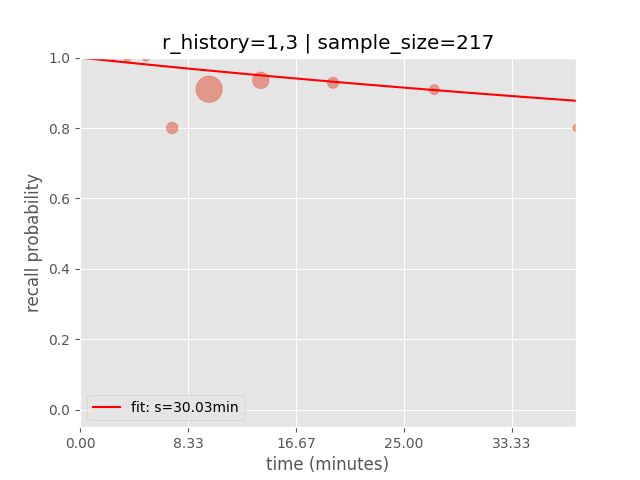 r_history=1,3 | sample_size=217
1.0
0.8
0.6
0.4
0.2
0.0
recall probability
fit: s=30.03min
0.00 8.33 16.67 25.00 33.33
time (minutes)